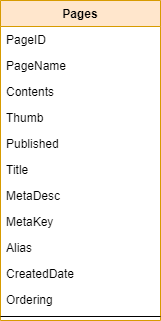 Pages
PageID
PageName
Contents
Thumb
Published
Title
MetaDesc
MetaKey
Alias
CreatedDate
Ordering